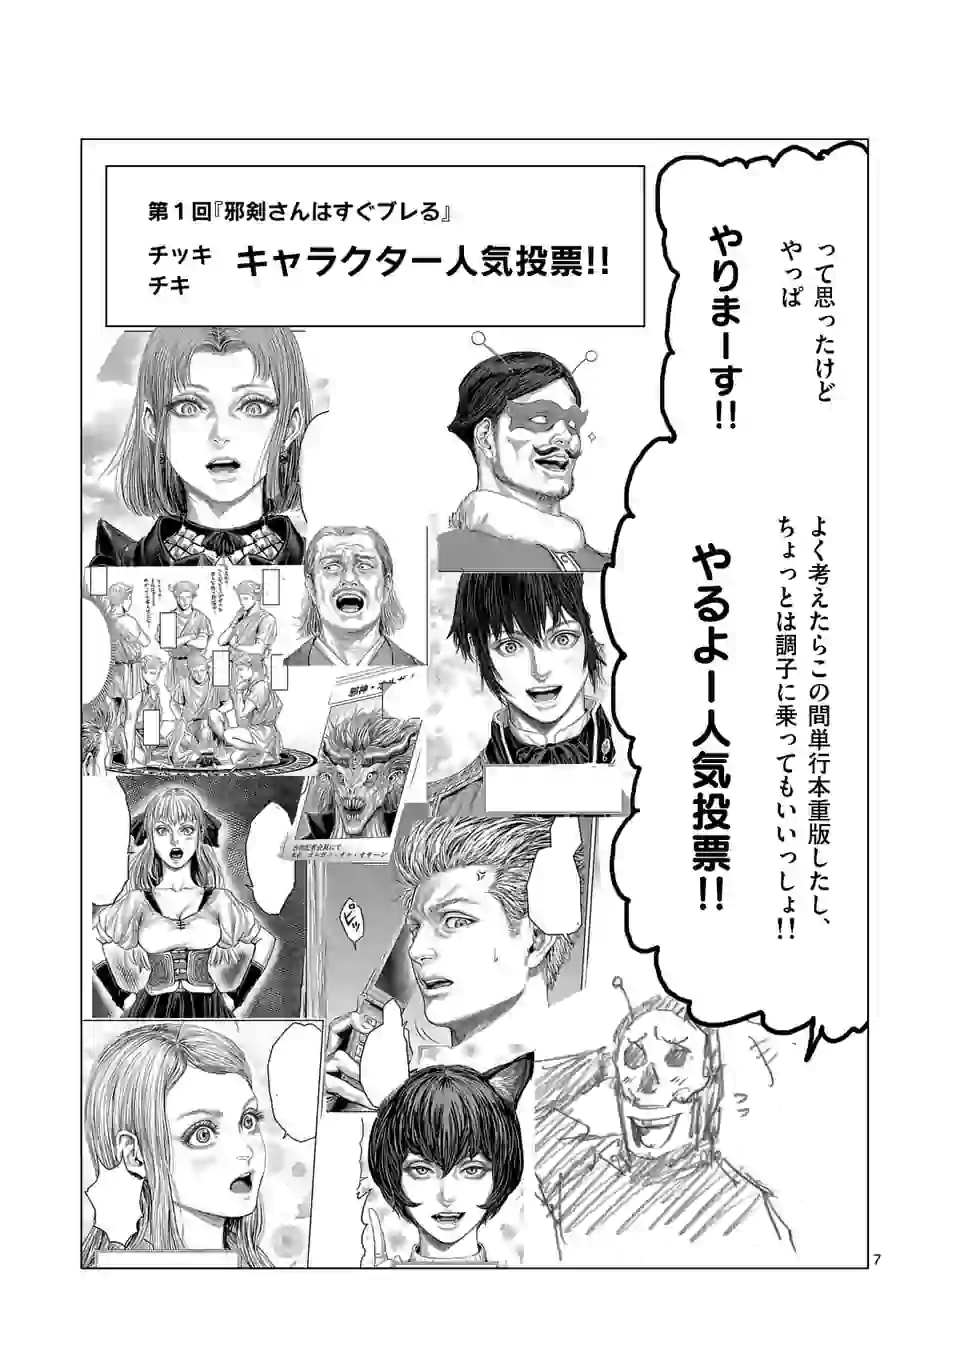 って思ったけど
やっぱ
やりまーす!!
よく考えたらこの間単行本重版したし、
ちょっとは調子に乗ってもいいっしょ!!
やるよー人気投票!!
第1回『邪剣さんはすぐブレる』
チッキ
チキ
キャラクター人気投票!!
7